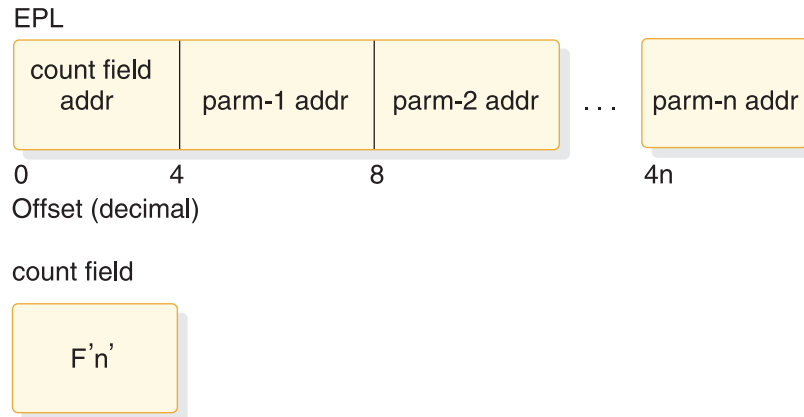 EPL
count field
addr
parm-1 addr
parm-2 addr
. . .
parm-n addr
0
4
8
4n
Offset (decimal)
count field
F'n'